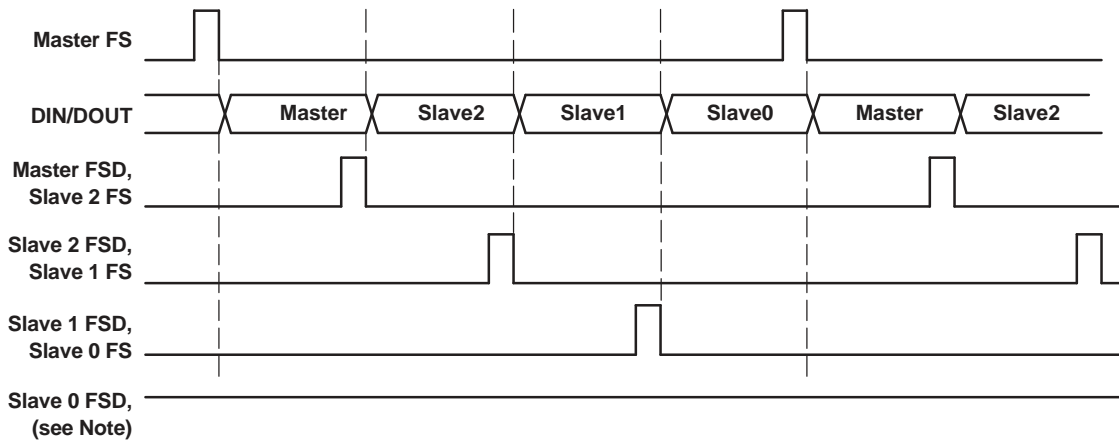 Master FS
DIN/DOUT
Master Slave2 Slave1 Slave0 Master Slave2
Master FSD,
Slave 2 FS
Slave 2 FSD,
Slave 1 FS
Slave 1 FSD,
Slave 0 FS
Slave 0 FSD,
(see Note)